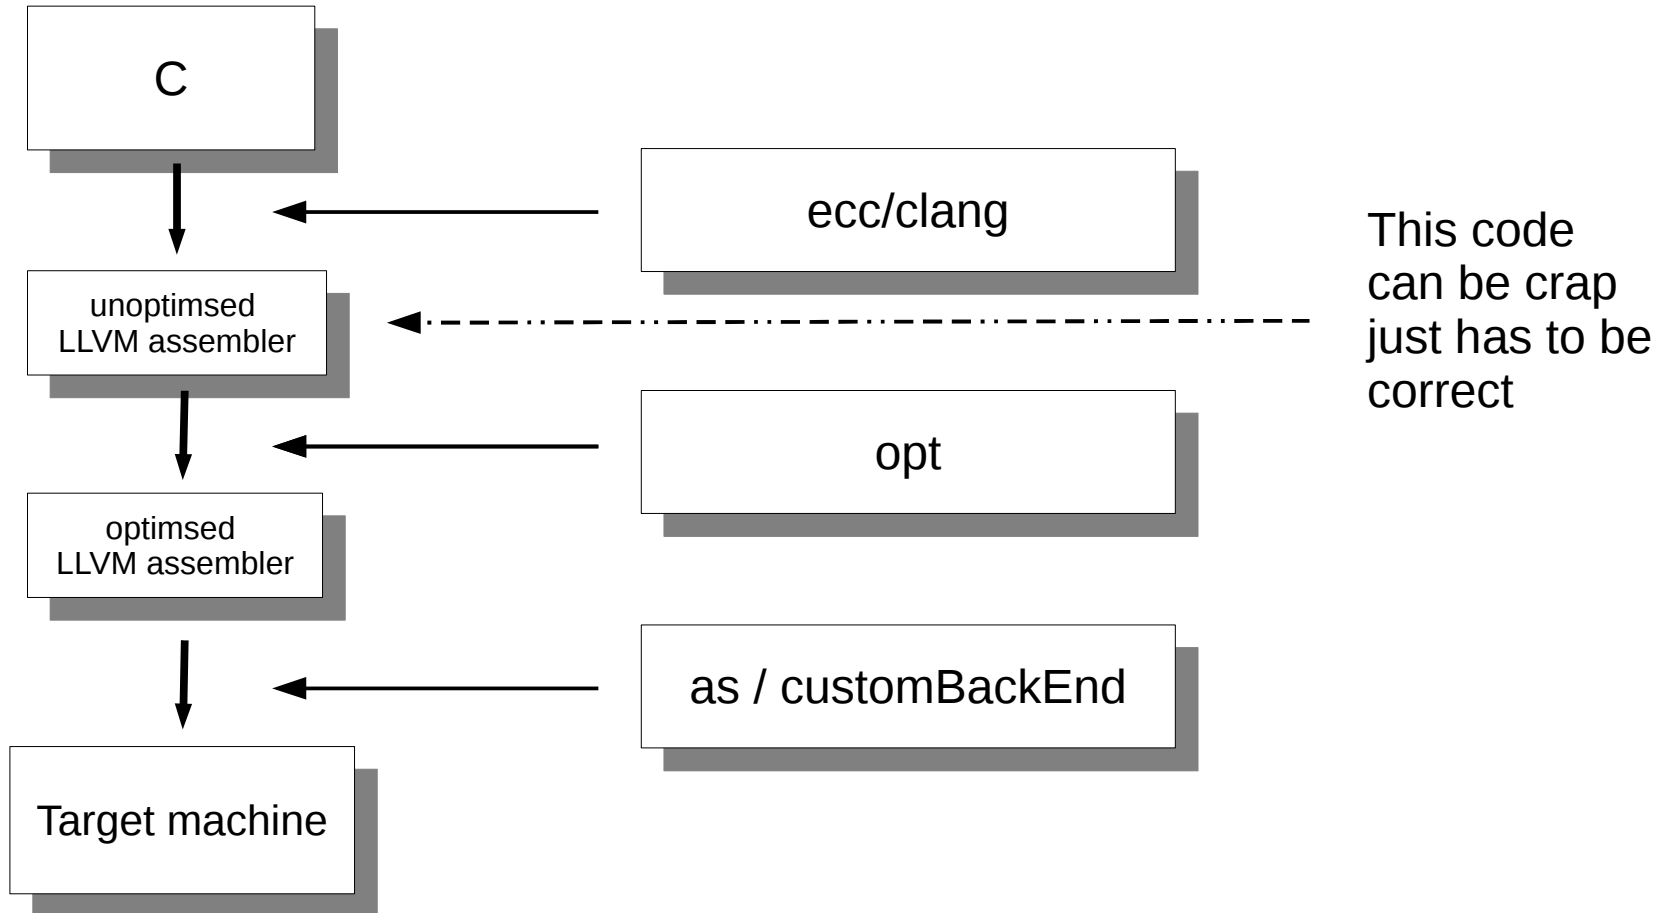 C
ecc/clang
This code
can be crap
just has to be
correct
unoptimsed
LLVM assembler
opt
optimsed
LLVM assembler
as / customBackEnd
Target machine